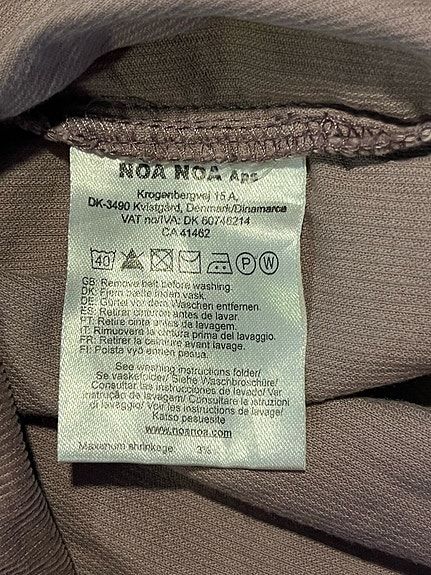 NOA NOA Aps
Krogenbergvej 15 A,
DK-3490 Kvistgård, Denmark/Dinamarca
VAT no/IVA: DK 60746214
CA 41462
40 P W
GB: Remove belt before washing.
DK: Fjern bælte inden vask.
DE: Gürtel vor dem Waschen entfernen.
ES: Retirar cinturon antes de lavar.
PT: Retire cinta antes de lavagem.
IT: Rimuovere la cintura prima del lavaggio.
FR: Retirer la ceinture avant lavage.
FI: Poista vyö ennen pesua.
See washing instructions folder/
Se vaskefolder/ Siehe Waschbroschüre/
Consultar las instrucciones de lavado/ Ver
instrução de lavagem/ Consultare le istruzioni
di lavaggio/ Voir les instructions de lavage/
Katso pesuesite
www.noanoa.com
Maximum shrinkage: 3%